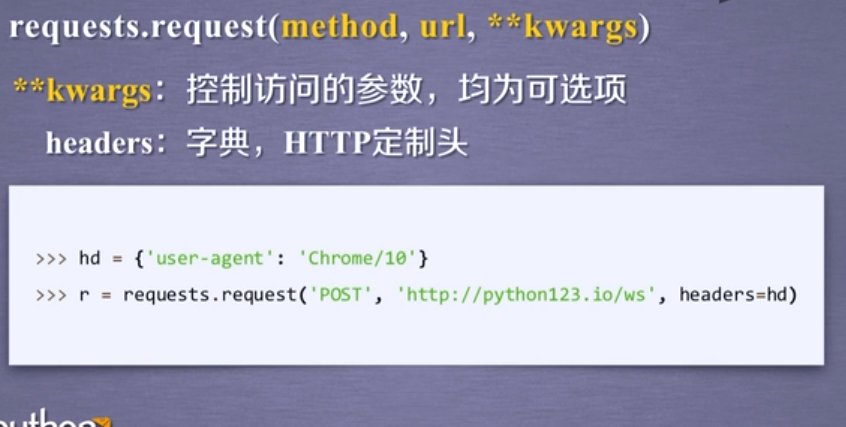 requests.request(method, url, **kwargs)
**kwargs：控制访问的参数，均为可选项
headers：字典，HTTP定制头
>>> hd = {'user-agent': 'Chrome/10'}
>>> r = requests.request('POST', 'http://python123.io/ws', headers=hd)